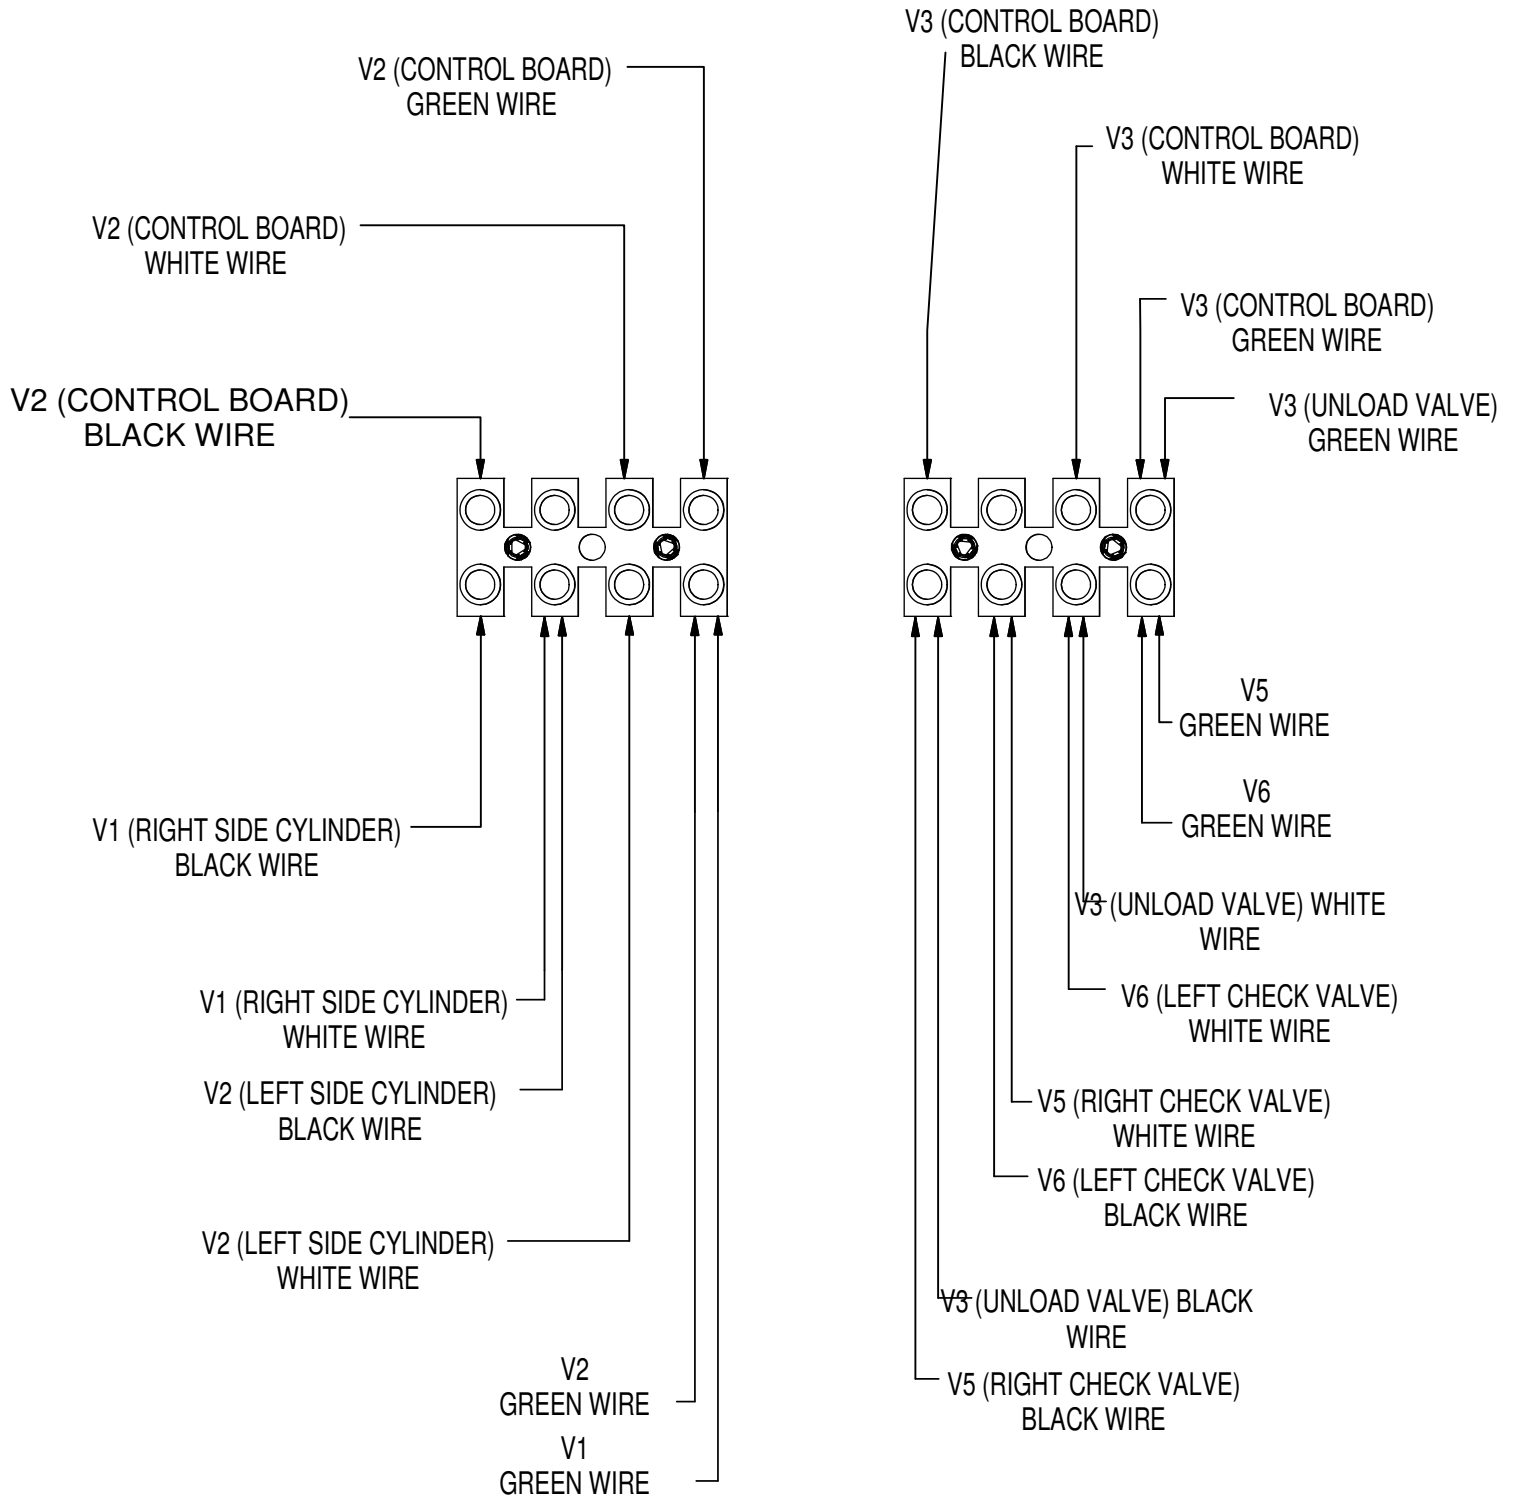 V2 (CONTROL BOARD)
GREEN WIRE
V2 (CONTROL BOARD)
WHITE WIRE
V2 (CONTROL BOARD)
BLACK WIRE
V1 (RIGHT SIDE CYLINDER)
BLACK WIRE
V1 (RIGHT SIDE CYLINDER)
WHITE WIRE
V2 (LEFT SIDE CYLINDER)
BLACK WIRE
V2 (LEFT SIDE CYLINDER)
WHITE WIRE
V2
GREEN WIRE
V1
GREEN WIRE
V3 (CONTROL BOARD)
BLACK WIRE
V3 (CONTROL BOARD)
WHITE WIRE
V3 (CONTROL BOARD)
GREEN WIRE
V3 (UNLOAD VALVE)
GREEN WIRE
V5
GREEN WIRE
V6
GREEN WIRE
V3 (UNLOAD VALVE) WHITE
WIRE
V6 (LEFT CHECK VALVE)
WHITE WIRE
V5 (RIGHT CHECK VALVE)
WHITE WIRE
V6 (LEFT CHECK VALVE)
BLACK WIRE
V3 (UNLOAD VALVE) BLACK
WIRE
V5 (RIGHT CHECK VALVE)
BLACK WIRE